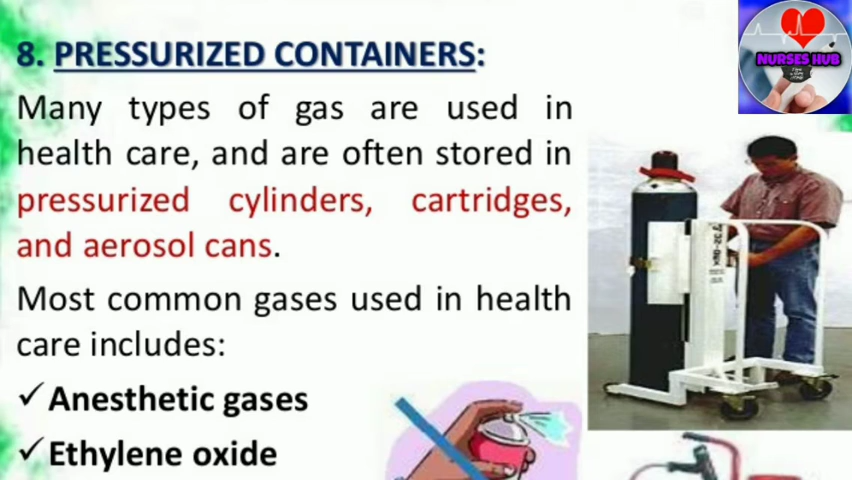 8. PRESSURIZED CONTAINERS:
Many types of gas are used in
health care, and are often stored in
pressurized cylinders, cartridges,
and aerosol cans.
Most common gases used in health
care includes:
✓ Anesthetic gases
✓ Ethylene oxide
NURSES HUB